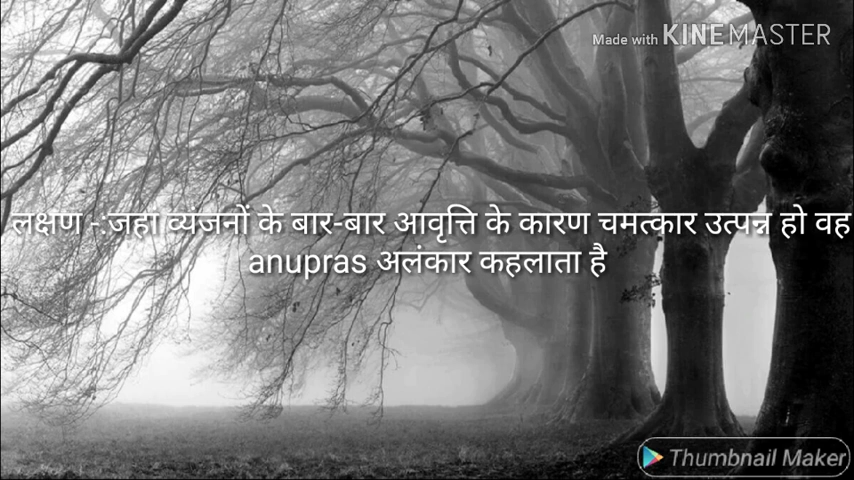 Made with KINEMASTER
लक्षण - जहा व्यंजनों के बार-बार आवृत्ति के कारण चमत्कार उत्पन्न हो वह
anupras अलंकार कहलाता है
Thumbnail Maker